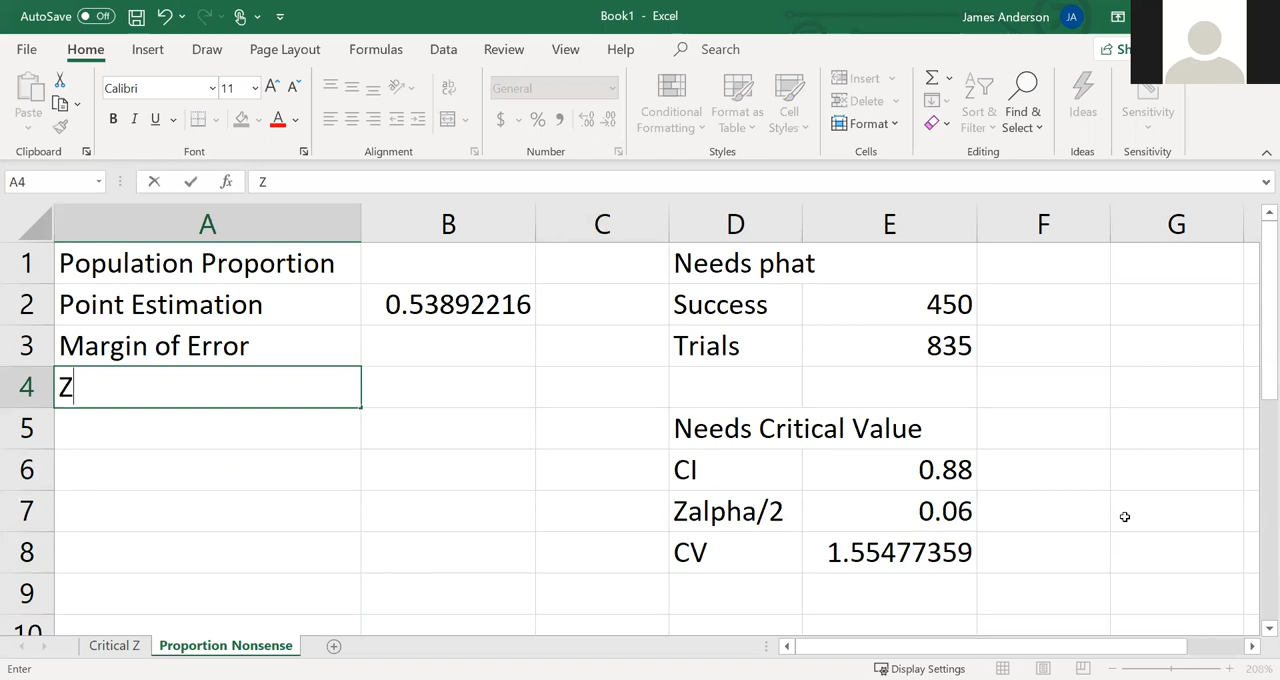 AutoSave Off Book1 - Excel James Anderson JA
File Home Insert Draw Page Layout Formulas Data Review View Help Search Sh
Paste Calibri 11 General Conditional Formatting Format as Table Cell Styles Insert Delete Format Sort & Filter Find & Select Ideas Sensitivity
Clipboard Font Alignment Number Styles Cells Editing Ideas Sensitivity
A4 fx Z
A B C D E F G
1 Population Proportion Needs phat
2 Point Estimation 0.53892216 Success 450
3 Margin of Error Trials 835
4 Z
5 Needs Critical Value
6 CI 0.88
7 Zalpha/2 0.06
8 CV 1.55477359
9
10
Critical Z Proportion Nonsense
Enter Display Settings 208%